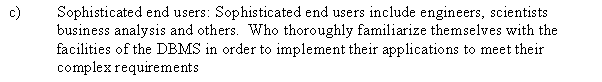 c) Sophisticated end users: Sophisticated end users include engineers, scientists
business analysis and others. Who thoroughly familiarize themselves with the
facilities of the DBMS in order to implement their applications to meet their
complex requirements